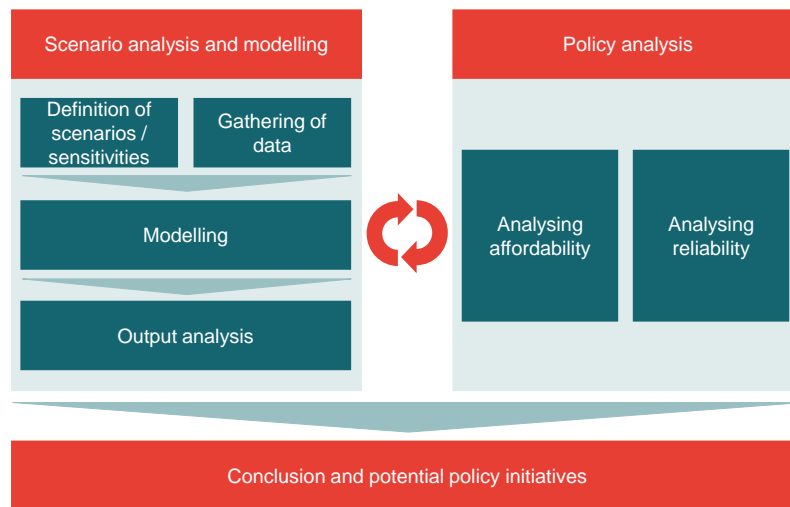 Scenario analysis and modelling
Definition of
scenarios /
sensitivities
Gathering of
data
Modelling
Output analysis
Policy analysis
Analysing
affordability
Analysing
reliability
Conclusion and potential policy initiatives